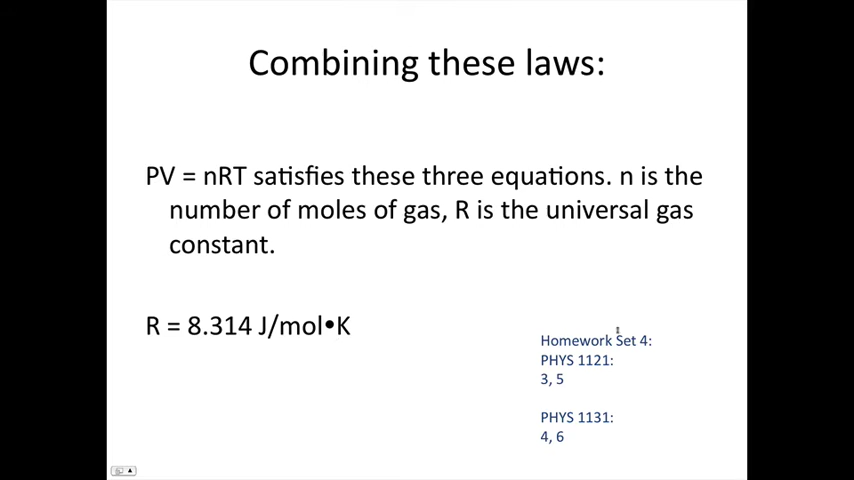 Combining these laws:
PV = nRT satisfies these three equations. n is the
number of moles of gas, R is the universal gas
constant.
R = 8.314 J/mol•K
Homework Set 4:
PHYS 1121:
3, 5
PHYS 1131:
4, 6